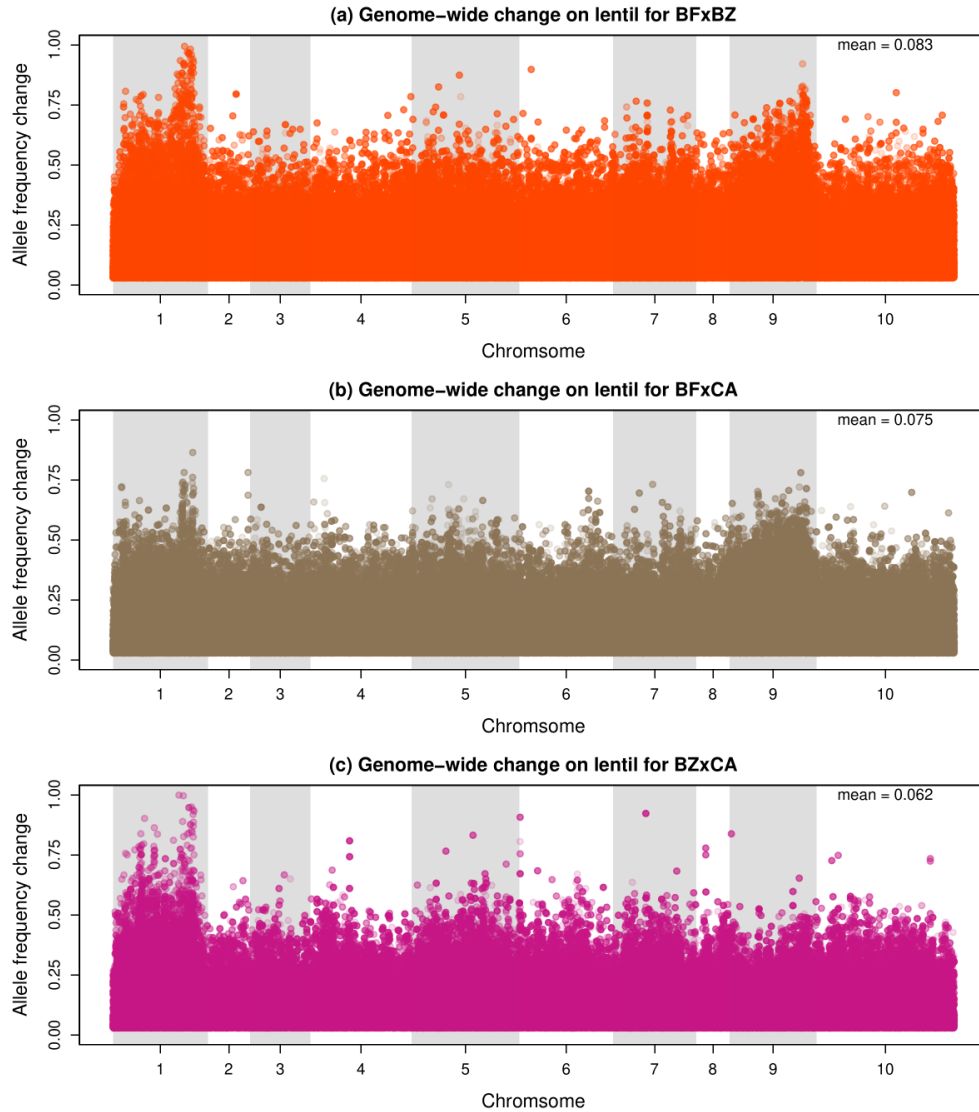 (a) Genome−wide change on lentil for BFxBZ
mean = 0.083
Allele frequency change
1.00
0.75
0.50
0.25
0.00
1 2 3 4 5 6 7 8 9 10
Chromsome
(b) Genome−wide change on lentil for BFxCA
mean = 0.075
Allele frequency change
1.00
0.75
0.50
0.25
0.00
1 2 3 4 5 6 7 8 9 10
Chromsome
(c) Genome−wide change on lentil for BZxCA
mean = 0.062
Allele frequency change
1.00
0.75
0.50
0.25
0.00
1 2 3 4 5 6 7 8 9 10
Chromsome